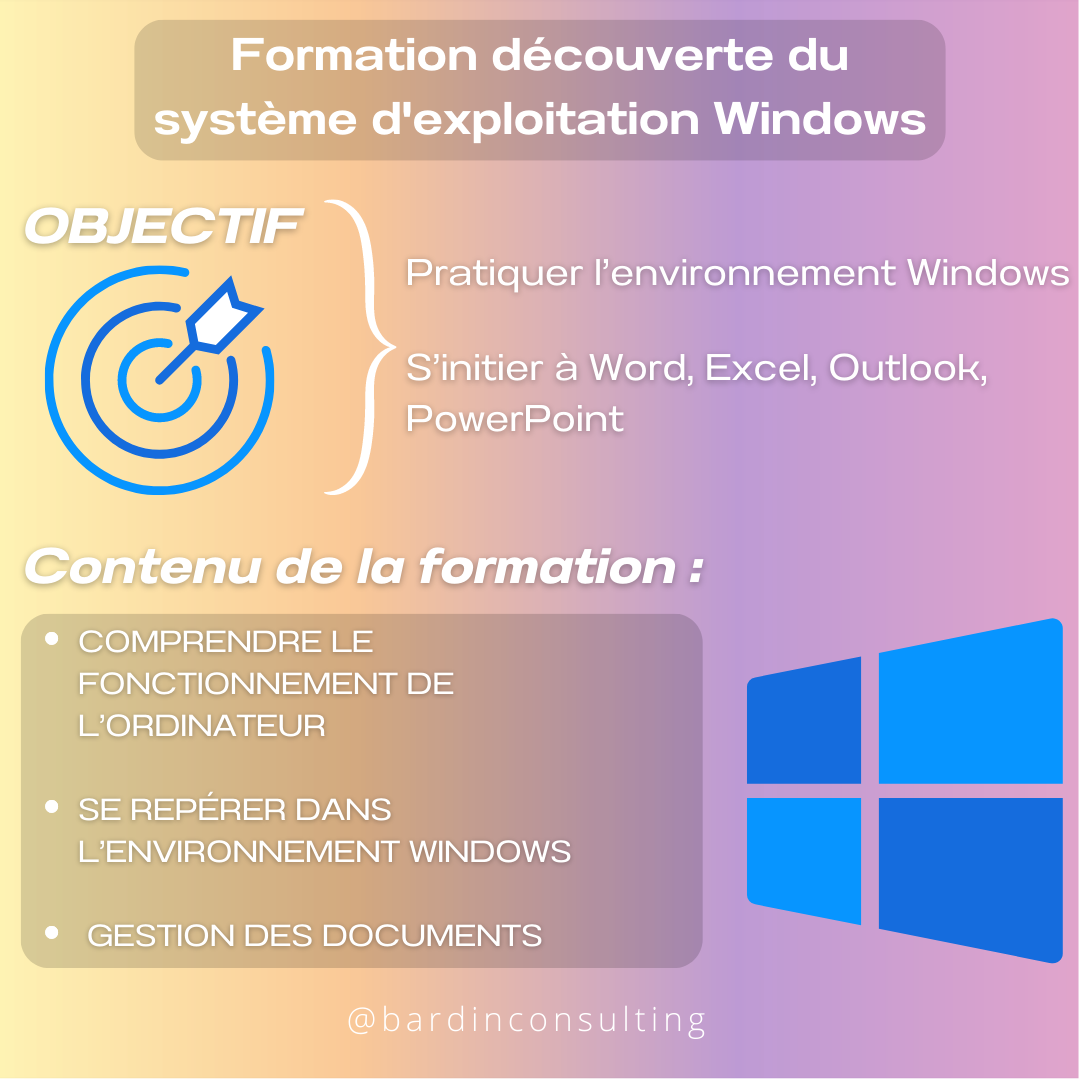 Formation découverte du
système d'exploitation Windows
OBJECTIF
Pratiquer l’environnement Windows
S’initier à Word, Excel, Outlook,
PowerPoint
Contenu de la formation :
• COMPRENDRE LE
FONCTIONNEMENT DE
L’ORDINATEUR
• SE REPÉRER DANS
L’ENVIRONNEMENT WINDOWS
• GESTION DES DOCUMENTS
@bardinconsulting